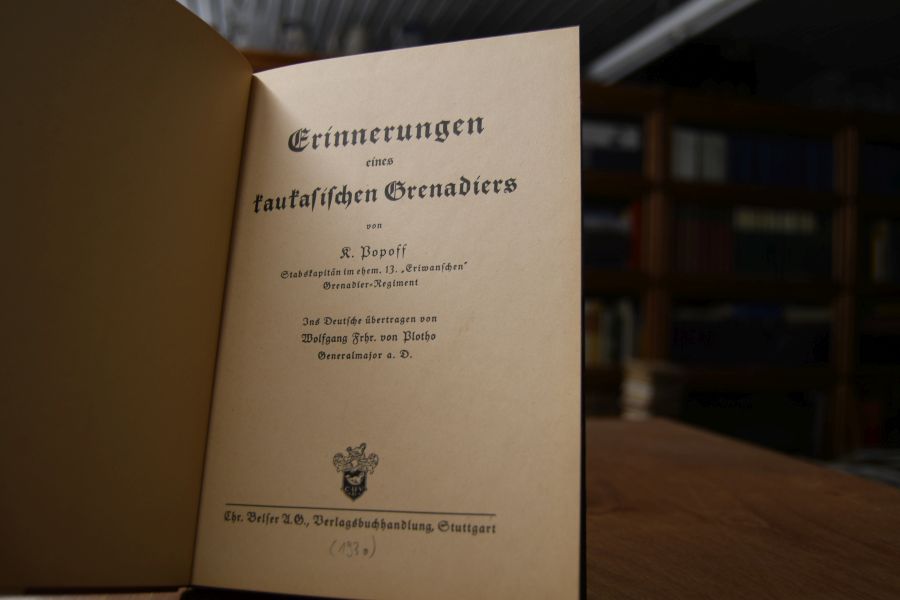 Erinnerungen
eines
kaukasischen Grenadiers
von
K. Popoff
Stabskapitän im ehem. 13. „Eriwanschen“
Grenadier-Regiment
Ins Deutsche übertragen von
Wolfgang Frhr. von Plotho
Generalmajor a. D.
Chr. Belser A.G., Verlagsbuchhandlung, Stuttgart
(1930)